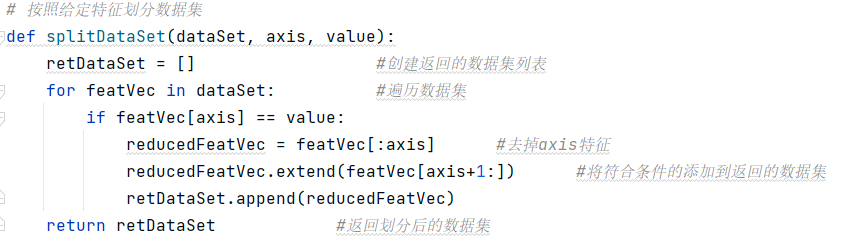 # 按照给定特征划分数据集
def splitDataSet(dataSet, axis, value):
    retDataSet = []                  #创建返回的数据集列表
    for featVec in dataSet:          #遍历数据集
        if featVec[axis] == value:
            reducedFeatVec = featVec[:axis]      #去掉axis特征
            reducedFeatVec.extend(featVec[axis+1:])      #将符合条件的添加到返回的数据集
            retDataSet.append(reducedFeatVec)
    return retDataSet            #返回划分后的数据集